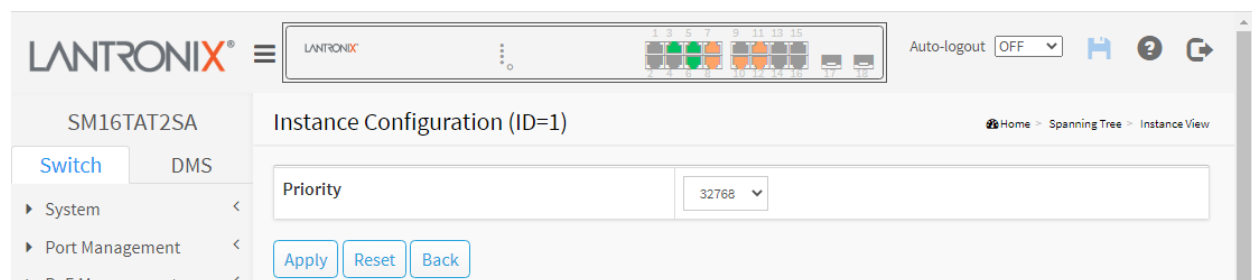 LANTRONIX®
LANTRONIX
1 3 5 7 9 11 13 15
2 4 6 8 10 12 14 16 17 18
Auto-logout OFF
SM16TAT2SA
Instance Configuration (ID=1)
Home > Spanning Tree > Instance View
Switch DMS
Priority 32768
System
Port Management
Apply Reset Back